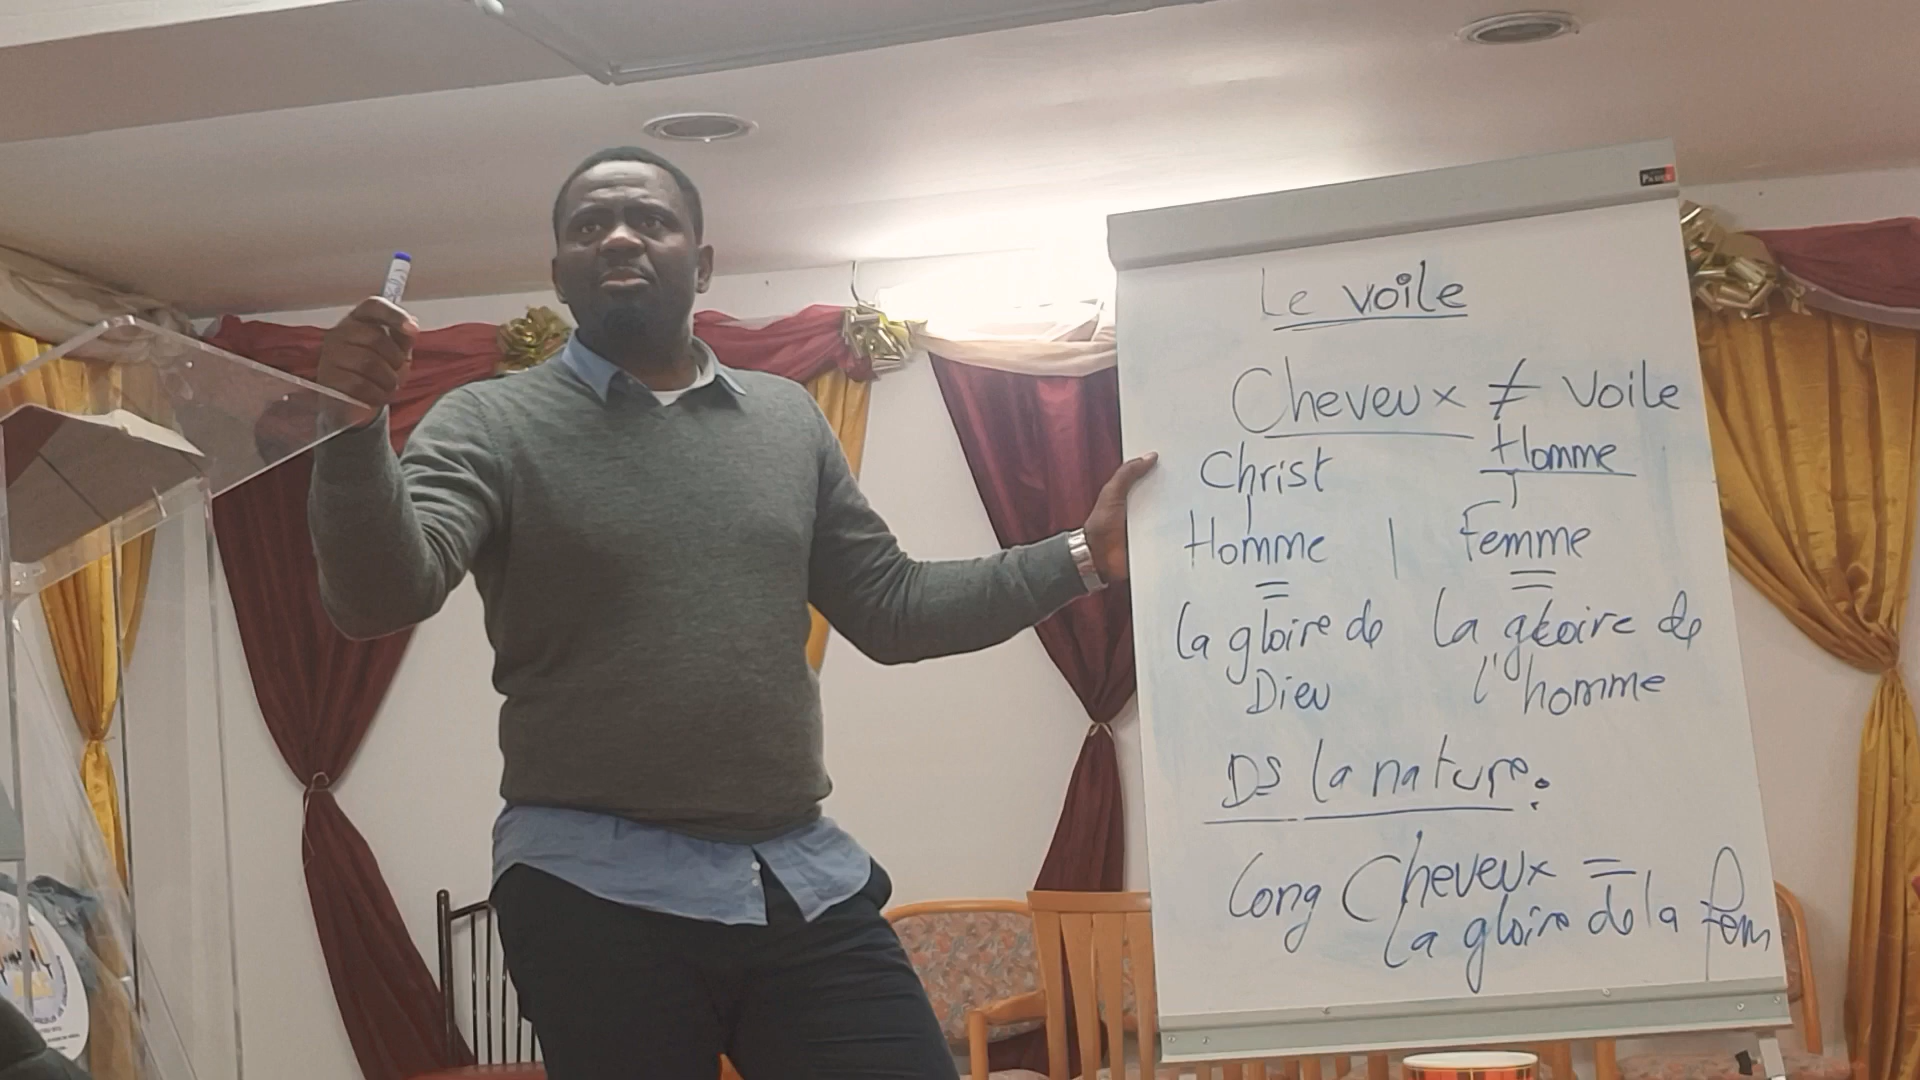 Le voile
Cheveux ≠ voile
Christ Homme
Homme | Femme
= =
la gloire de la gloire de
Dieu l'homme
Ds la nature:
long Cheveux =
la gloire de la fem